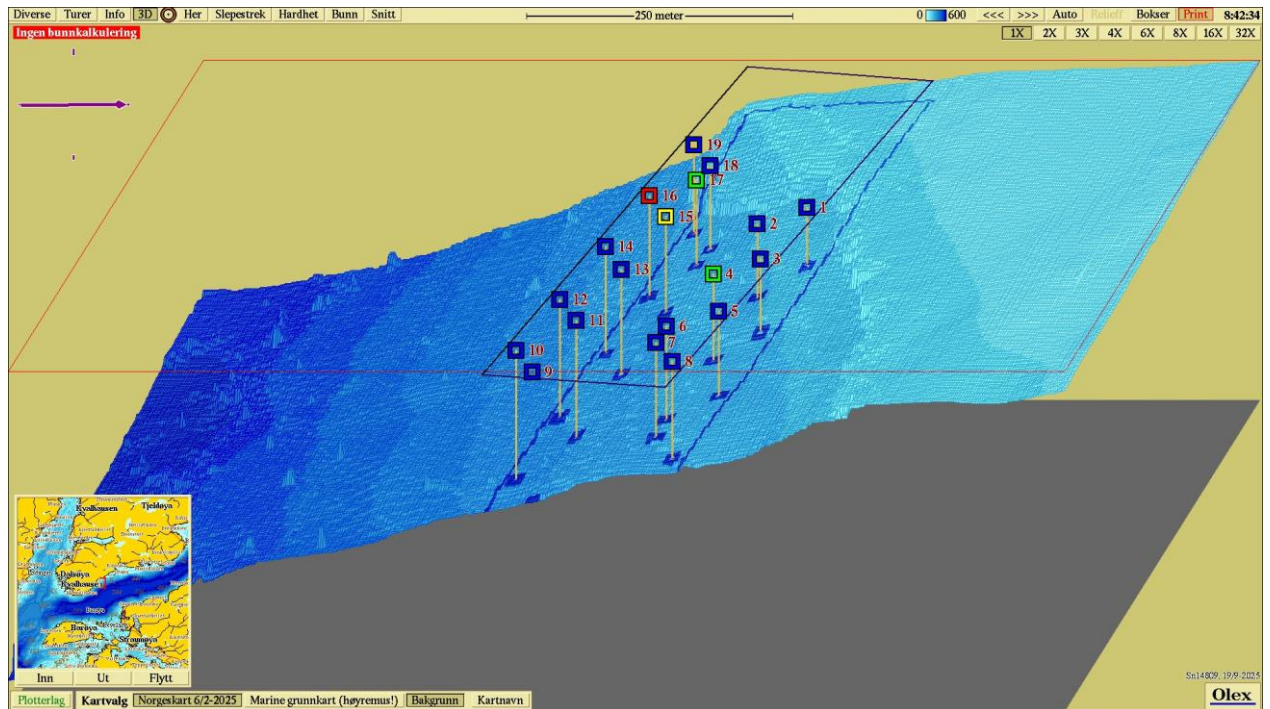 Diverse Turer Info 3D Her Slepestrek Hardhet Bunn Snitt 250 meter 0 600 <<< >>> Auto Relieff Bokser Print 8:42:34
Ingen bunnkalkulering 1X 2X 3X 4X 6X 8X 16X 32X
19
18
17
16
15
1
2
14
3
13
4
12
11
5
6
7
10
8
9
Kvalhausen Tjeldøya
Kvalhausen
Barøya
Straumøya
Inn Ut Flytt
Sn14809, 19/9-2025
Plotterlag Kartvalg Norgeskart 6/2-2025 Marine grunnkart (høyremus!) Bakgrunn Kartnavn Olex